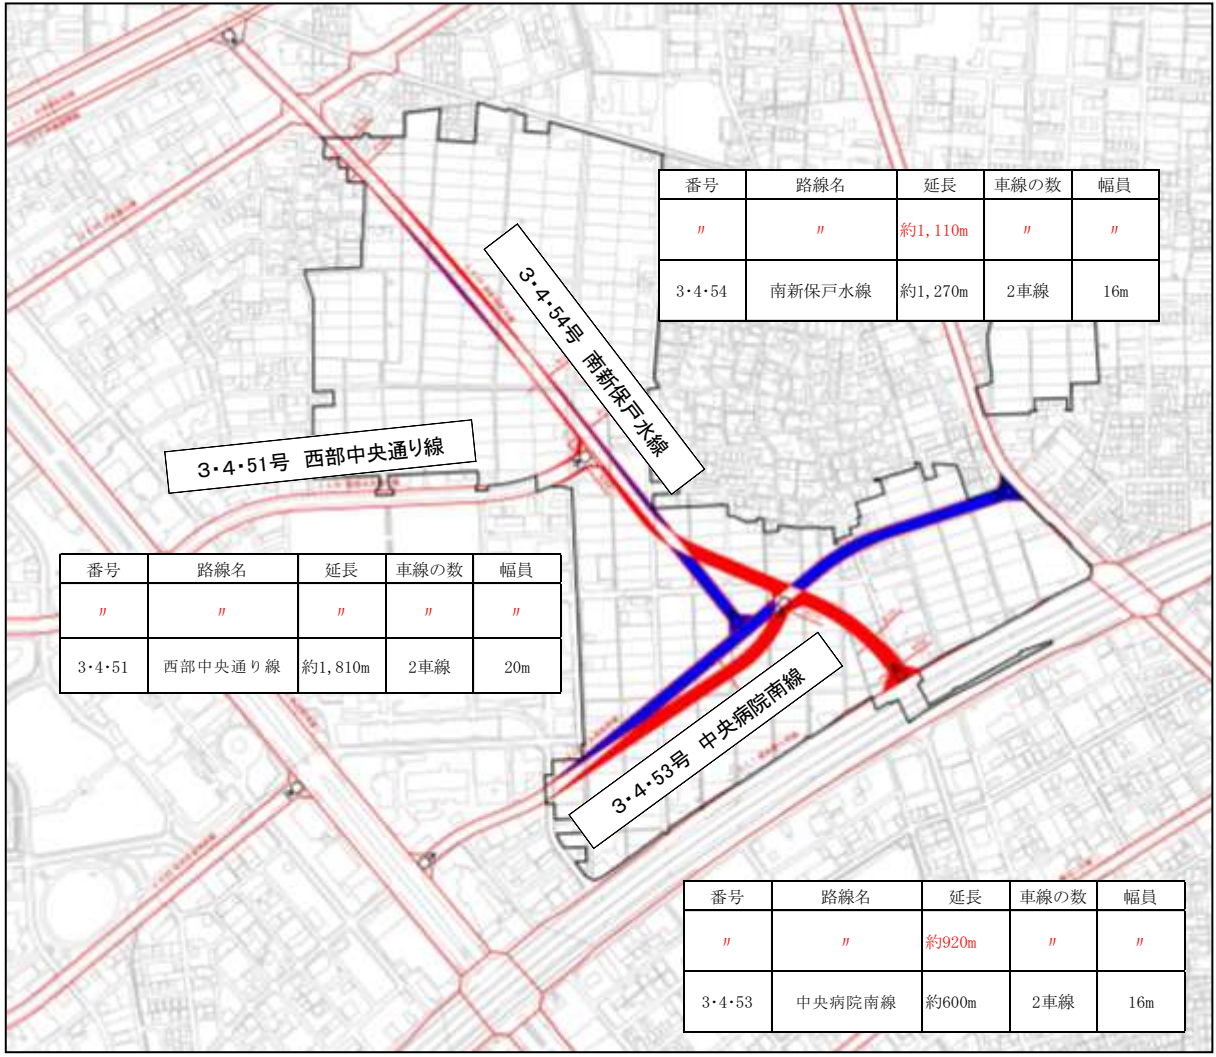 番号 路線名 延長 車線の数 幅員
〃 〃 約1,110m 〃 〃
3・4・54 南新保戸水線 約1,270m 2車線 16m
3・4・54号 南新保戸水線
3・4・51号 西部中央通り線
番号 路線名 延長 車線の数 幅員
〃 〃 〃 〃 〃
3・4・51 西部中央通り線 約1,810m 2車線 20m
3・4・53号 中央病院南線
番号 路線名 延長 車線の数 幅員
〃 〃 約920m 〃 〃
3・4・53 中央病院南線 約600m 2車線 16m